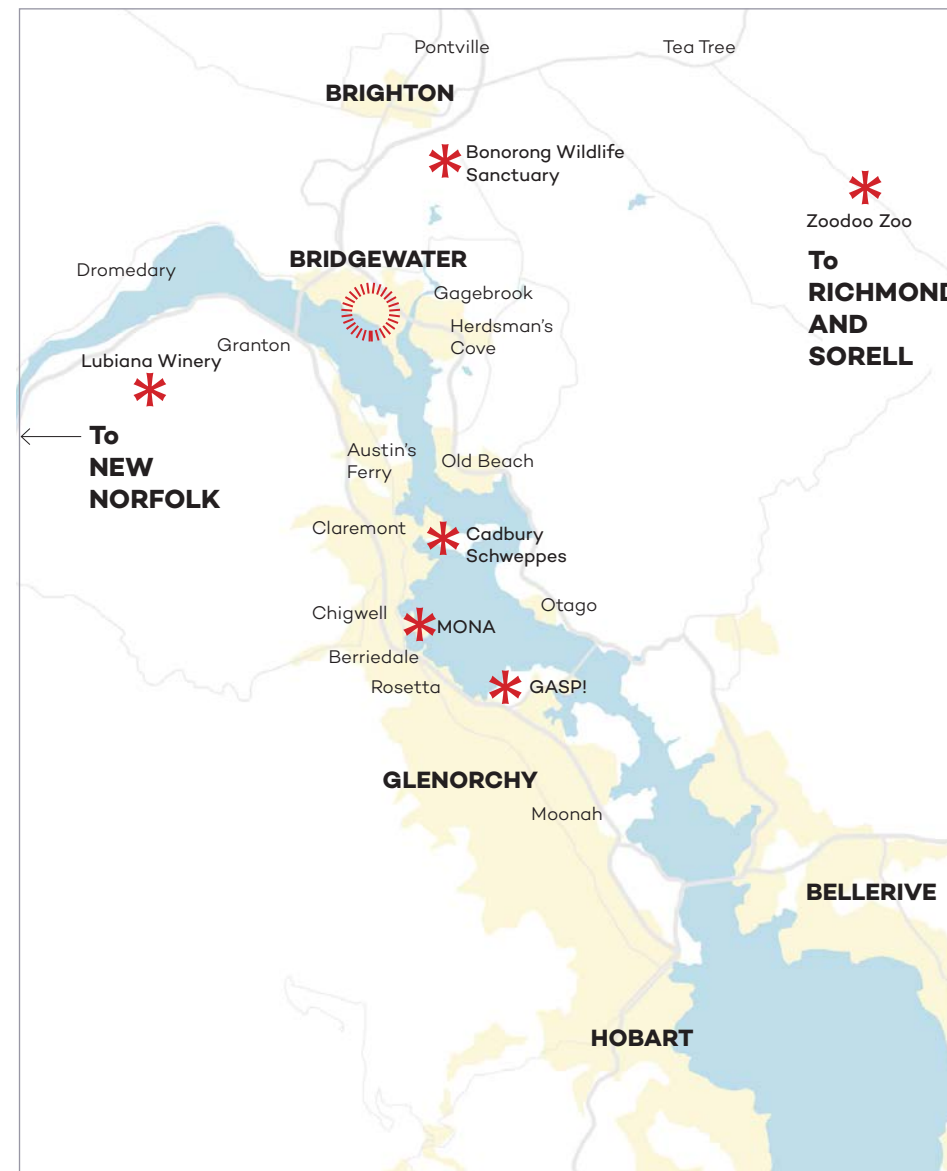 Pontville
Tea Tree
BRIGHTON
Bonorong Wildlife
Sanctuary
Zoodoo Zoo
To
RICHMOND
AND
SORELL
BRIDGEWATER
Dromedary
Gagebrook
Herdsman's
Cove
Granton
Lubiana Winery
To
NEW
NORFOLK
Austin's
Ferry
Old Beach
Claremont
Cadbury
Schweppes
Chigwell
MONA
Otago
Berriedale
Rosetta
GASP!
GLENORCHY
Moonah
BELLERIVE
HOBART